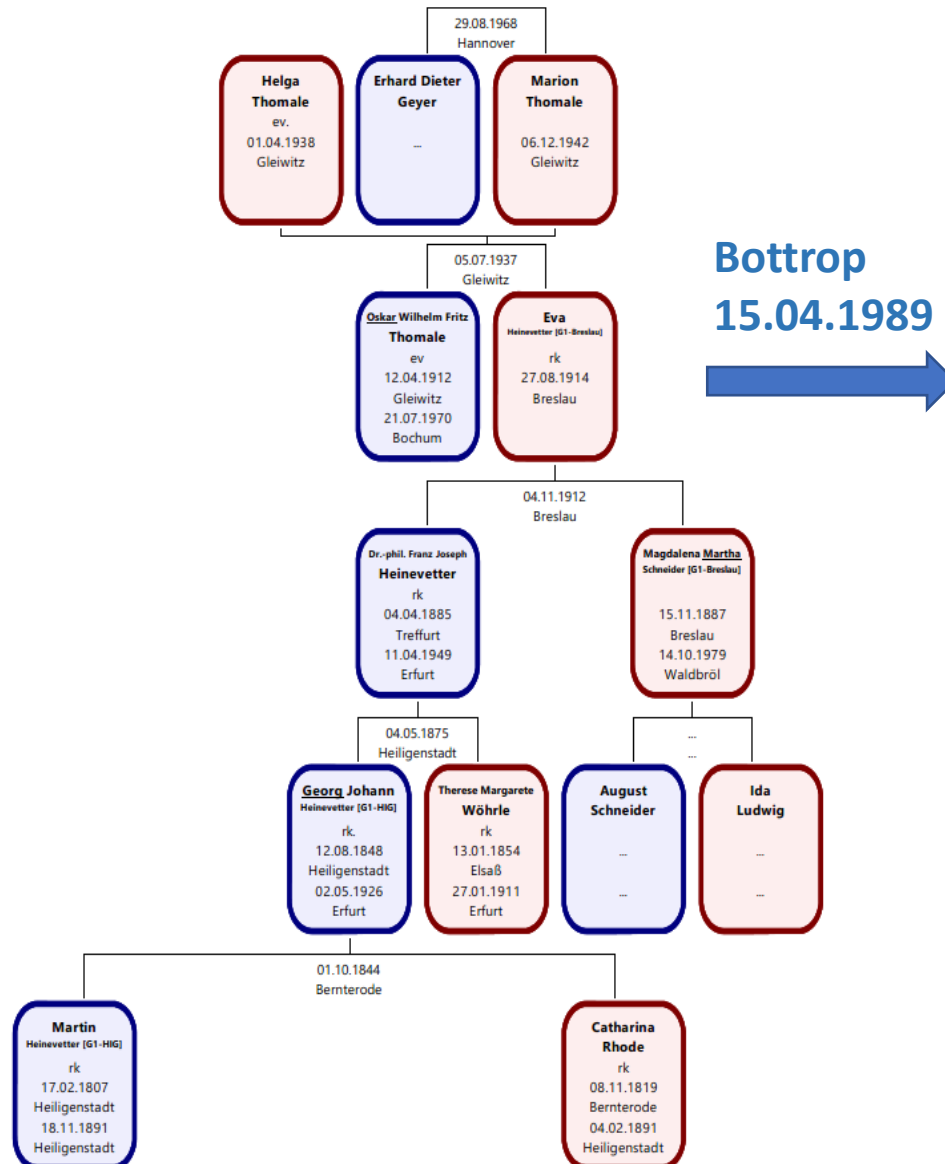 29.08.1968
Hannover
Helga
Thomale
ev.
01.04.1938
Gleiwitz
Erhard Dieter
Geyer
...
Marion
Thomale
06.12.1942
Gleiwitz
05.07.1937
Gleiwitz
Bottrop
15.04.1989
Oskar Wilhelm Fritz
Thomale
ev
12.04.1912
Gleiwitz
21.07.1970
Bochum
Eva
Heinevetter [G1-Breslau]
rk
27.08.1914
Breslau
04.11.1912
Breslau
Dr.-phil. Franz Joseph
Heinevetter
rk
04.04.1885
Treffurt
11.04.1949
Erfurt
Magdalena Martha
Schneider [G1-Breslau]
15.11.1887
Breslau
14.10.1979
Waldbröl
04.05.1875
Heiligenstadt
...
...
Georg Johann
Heinevetter [G1-HIG]
rk.
12.08.1848
Heiligenstadt
02.05.1926
Erfurt
Therese Margarete
Wöhrle
rk
13.01.1854
Elsaß
27.01.1911
Erfurt
August
Schneider
...
...
Ida
Ludwig
...
...
01.10.1844
Bernterode
Martin
Heinevetter [G1-HIG]
rk
17.02.1807
Heiligenstadt
18.11.1891
Heiligenstadt
Catharina
Rhode
rk
08.11.1819
Bernterode
04.02.1891
Heiligenstadt